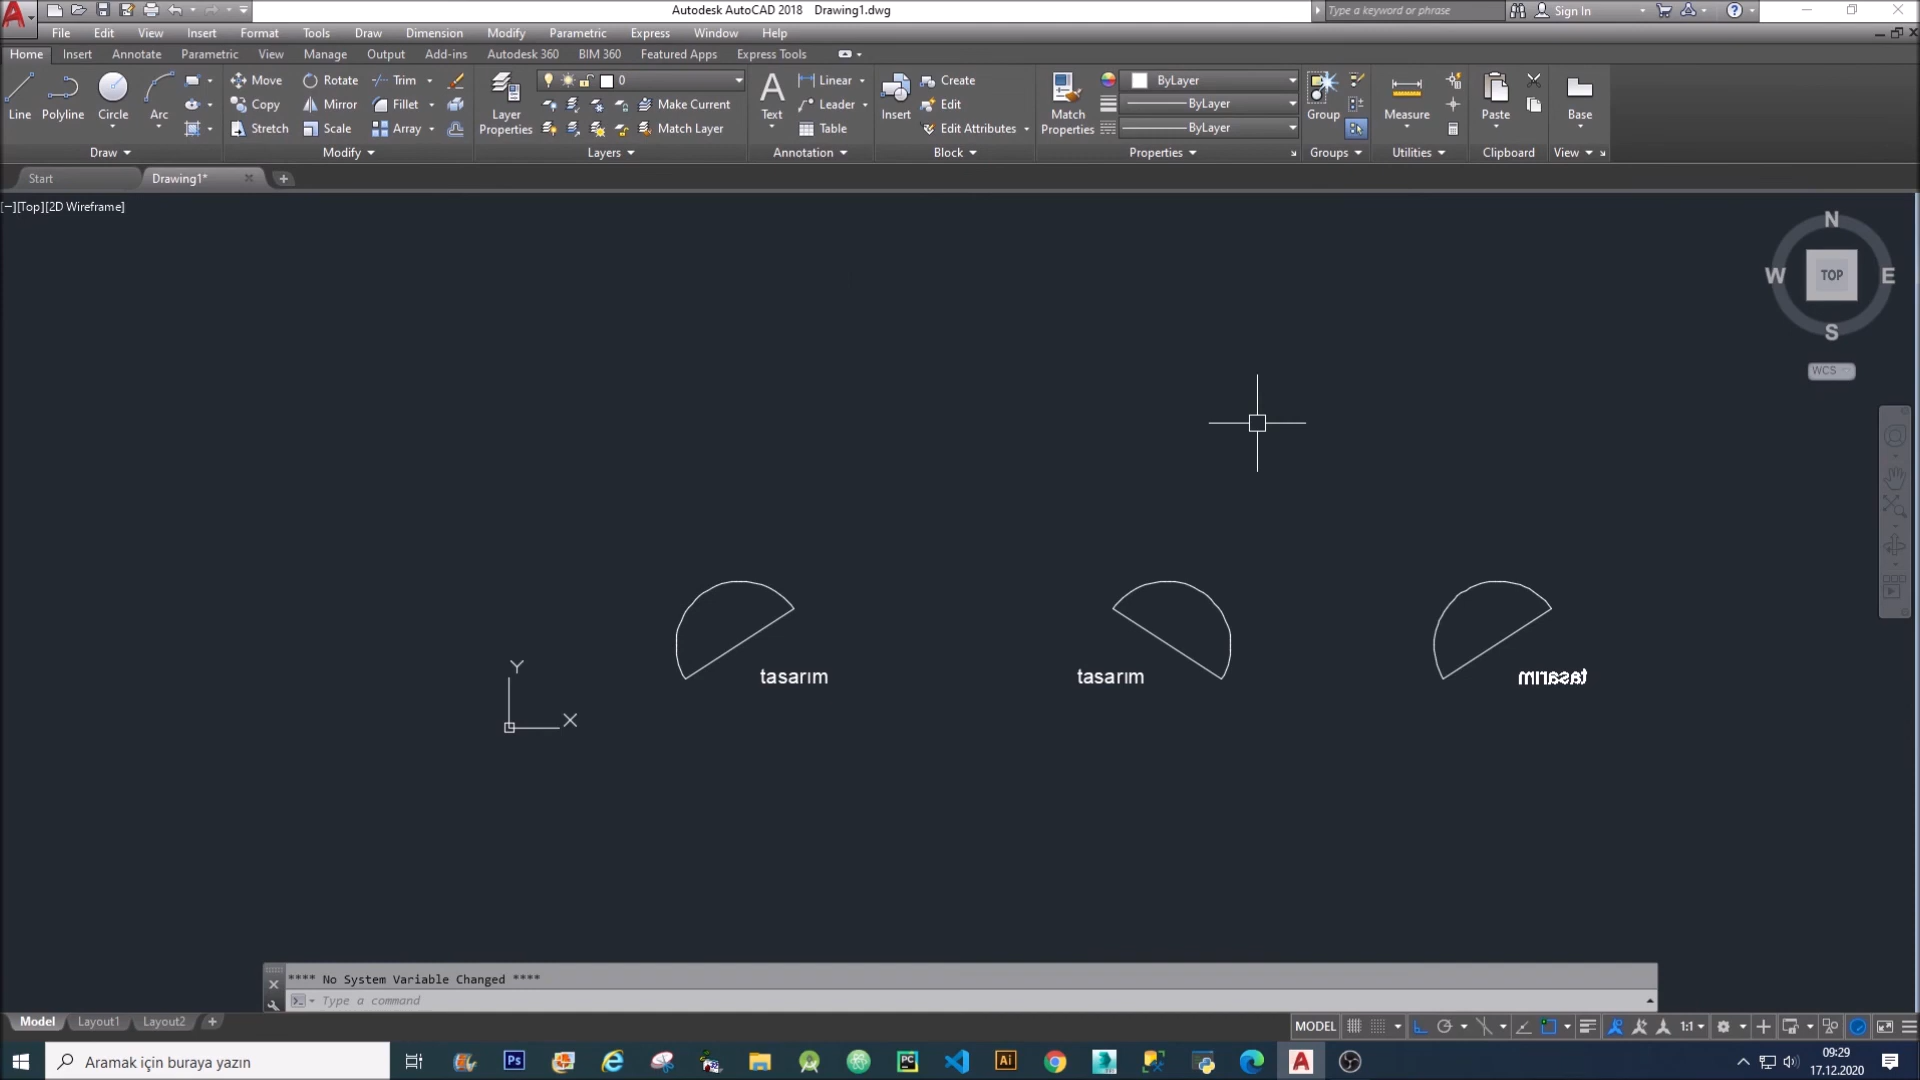 Autodesk AutoCAD 2018 Drawing1.dwg
Type a keyword or phrase
Sign In
File Edit View Insert Format Tools Draw Dimension Modify Parametric Express Window Help
Home Insert Annotate Parametric View Manage Output Add-ins Autodesk 360 BIM 360 Featured Apps Express Tools
Line Polyline Circle Arc
Move Rotate Trim
Copy Mirror Fillet
Stretch Scale Array
Layer Properties
0
Make Current
Match Layer
Text
Linear
Leader
Table
Insert
Create
Edit
Edit Attributes
Match Properties
ByLayer
ByLayer
ByLayer
Group
Measure
Paste
Base
Draw Modify Layers Annotation Block Properties Groups Utilities Clipboard View
Start Drawing1*
[−][Top][2D Wireframe]
N
W TOP E
S
WCS
tasarım tasarım tasarım
Y
X
**** No System Variable Changed ****
Type a command
Model Layout1 Layout2
MODEL 1:1
Aramak için buraya yazın
Ps
PC
Ai
A
09:29
17.12.2020